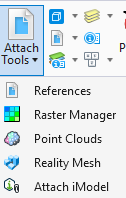 Attach
Tools
P
References
Raster Manager
Point Clouds
Reality Mesh
Attach iModel